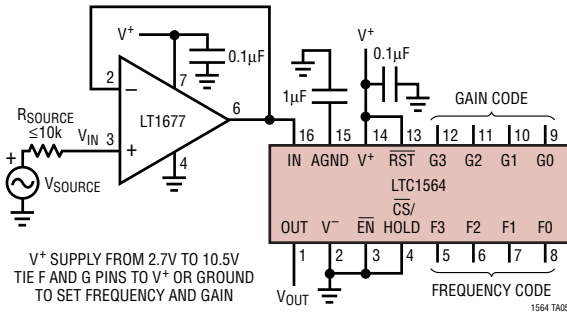 V+
0.1µF
2
7
−
LT1677
6
RSOURCE
≤10k
VIN
3
+
4
+
VSOURCE
V+
0.1µF
1µF
GAIN CODE
16 15 14 13 12 11 10 9
IN AGND V+ RST G3 G2 G1 G0
LTC1564
CS/
OUT V− EN HOLD F3 F2 F1 F0
1 2 3 4 5 6 7 8
VOUT
FREQUENCY CODE
V+ SUPPLY FROM 2.7V TO 10.5V
TIE F AND G PINS TO V+ OR GROUND
TO SET FREQUENCY AND GAIN
1564 TA05